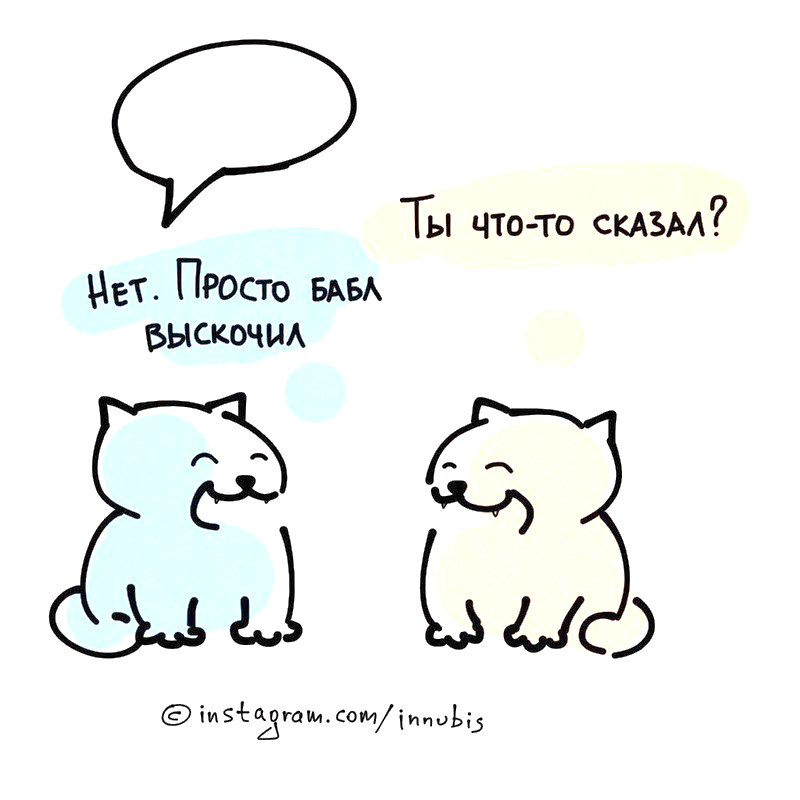 Ты что-то сказал?
Нет. Просто бабл
выскочил
© instagram.com/innubis